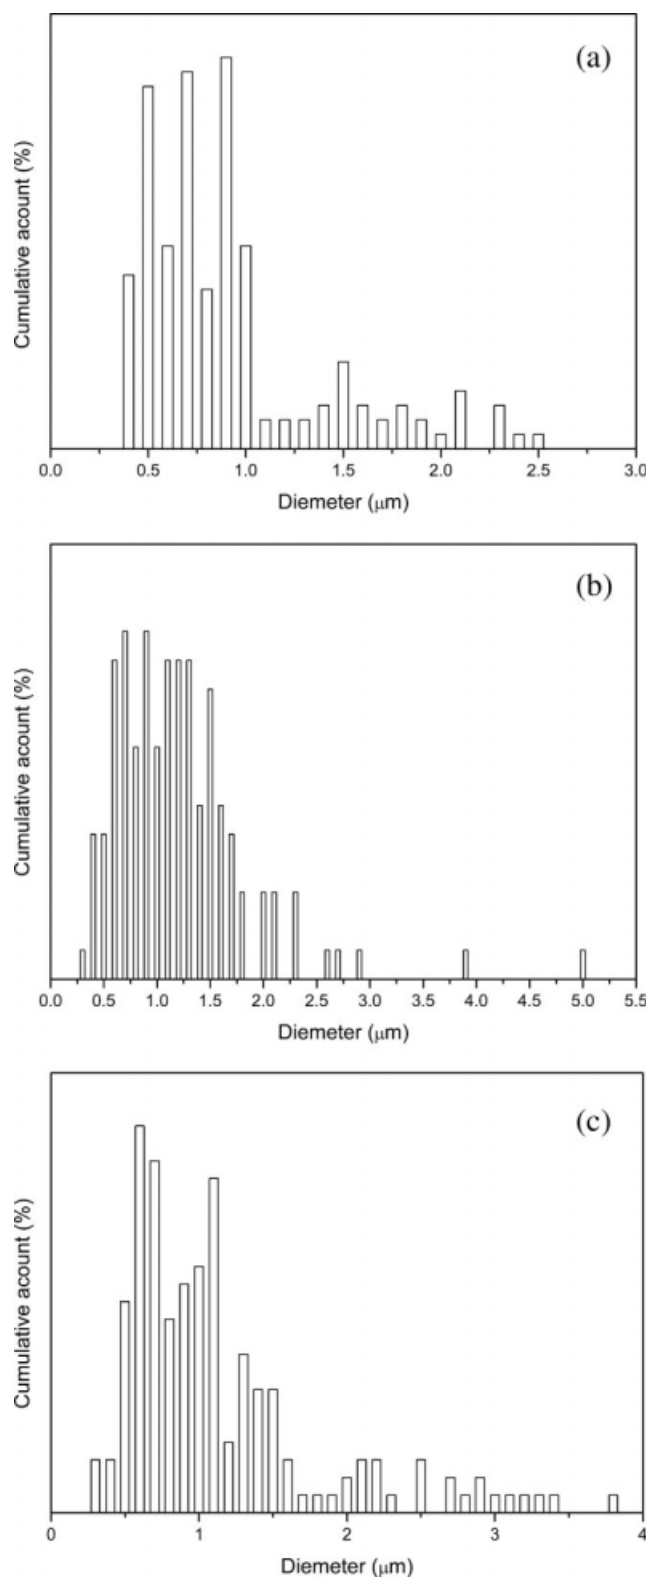 (a)
Cumulative acount (%)
0.0 0.5 1.0 1.5 2.0 2.5 3.0
Diemeter (μm)
(b)
Cumulative acount (%)
0.0 0.5 1.0 1.5 2.0 2.5 3.0 3.5 4.0 4.5 5.0 5.5
Diemeter (μm)
(c)
Cumulative acount (%)
0 1 2 3 4
Diemeter (μm)